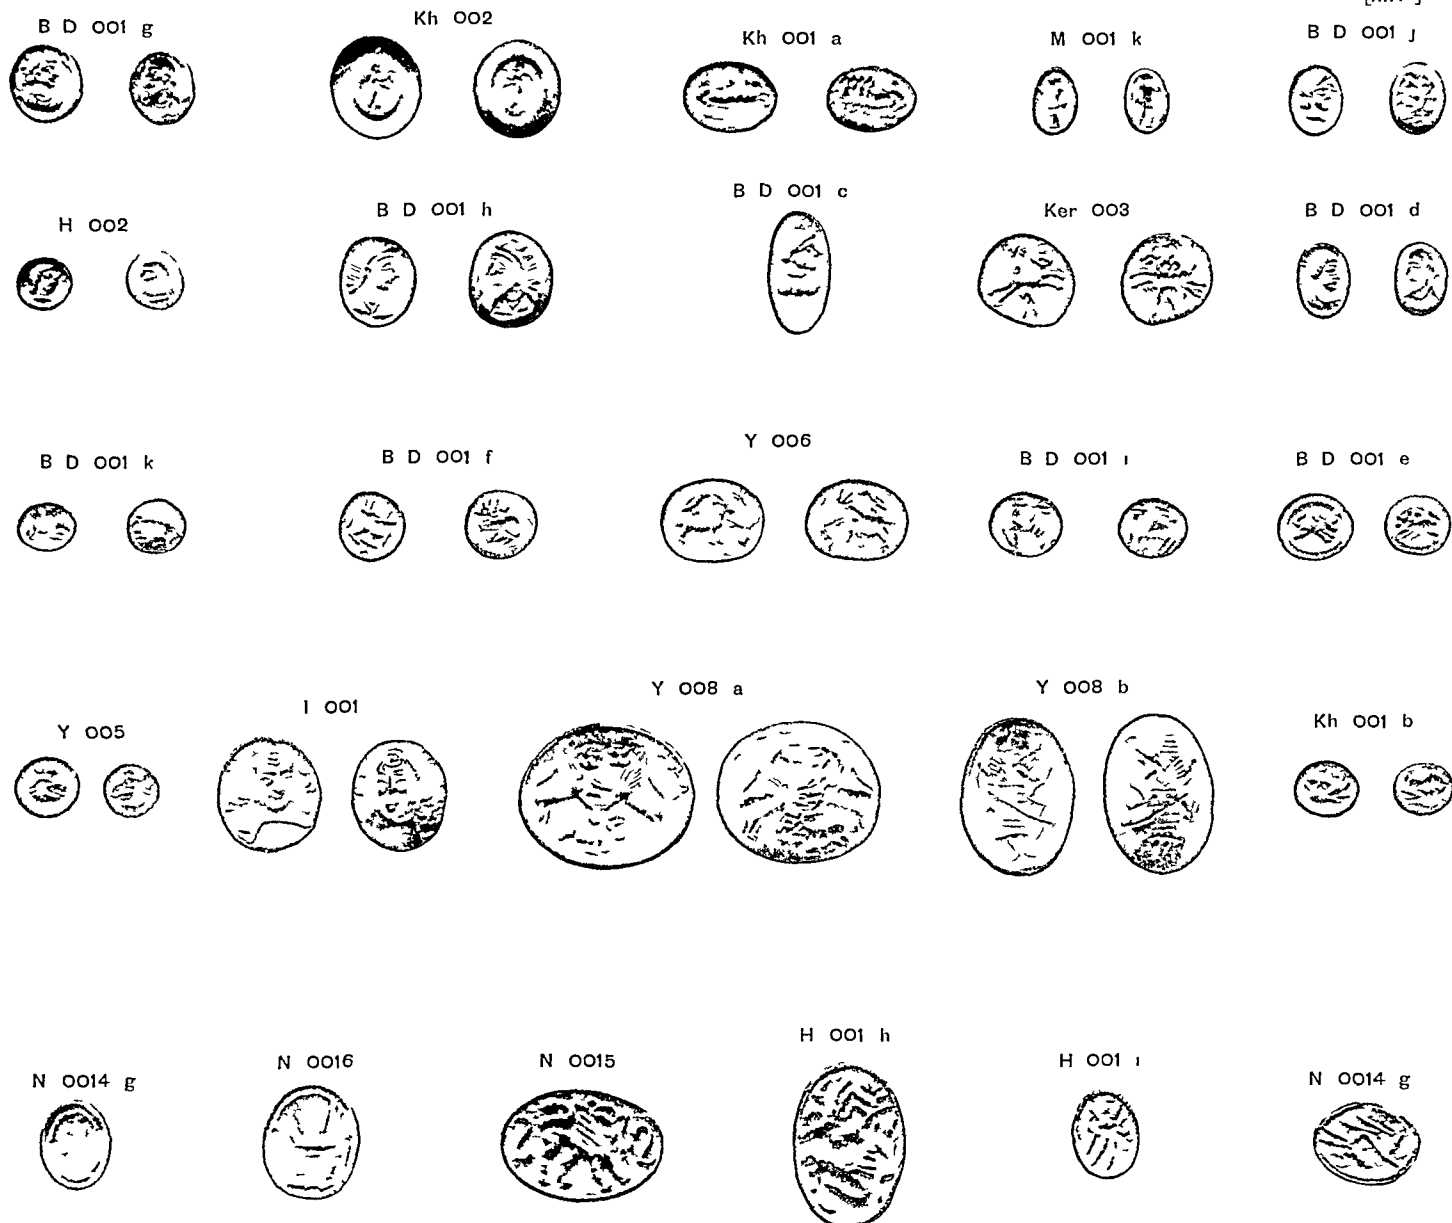 B D 001 g
Kh 002
Kh 001 a
M 001 k
B D 001 J
H 002
B D 001 h
B D 001 c
Ker 003
B D 001 d
B D 001 k
B D 001 f
Y 006
B D 001 ı
B D 001 e
Y 005
I 001
Y 008 a
Y 008 b
Kh 001 b
N 0014 g
N 0016
N 0015
H 001 h
H 001 ı
N 0014 g